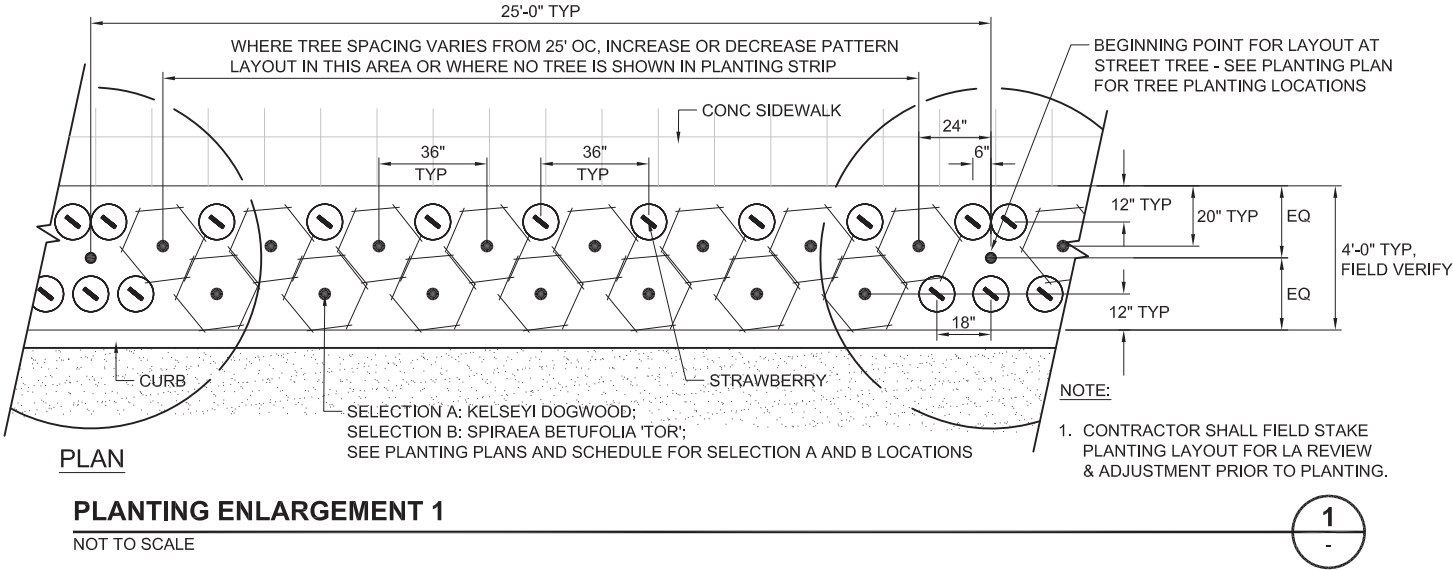 25'-0" TYP
WHERE TREE SPACING VARIES FROM 25' OC, INCREASE OR DECREASE PATTERN
LAYOUT IN THIS AREA OR WHERE NO TREE IS SHOWN IN PLANTING STRIP
BEGINNING POINT FOR LAYOUT AT
STREET TREE - SEE PLANTING PLAN
FOR TREE PLANTING LOCATIONS
CONC SIDEWALK
24"
6"
36"
TYP
36"
TYP
12" TYP
20" TYP
EQ
4'-0" TYP,
FIELD VERIFY
EQ
12" TYP
18"
CURB
STRAWBERRY
SELECTION A: KELSEYI DOGWOOD;
SELECTION B: SPIRAEA BETUFOLIA 'TOR';
SEE PLANTING PLANS AND SCHEDULE FOR SELECTION A AND B LOCATIONS
NOTE:
1. CONTRACTOR SHALL FIELD STAKE
PLANTING LAYOUT FOR LA REVIEW
& ADJUSTMENT PRIOR TO PLANTING.
PLAN
PLANTING ENLARGEMENT 1
NOT TO SCALE
1
-